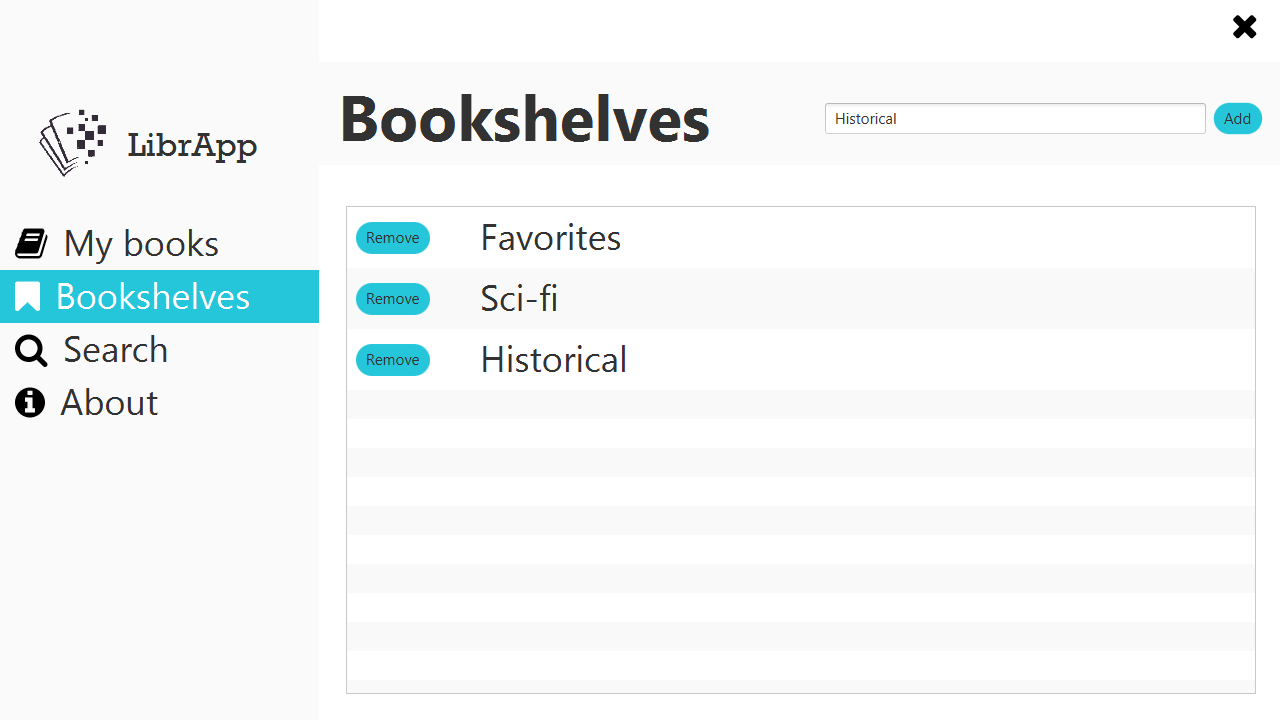 LibrApp
My books
Bookshelves
Search
About
Bookshelves
Historical
Add
Remove Favorites
Remove Sci-fi
Remove Historical